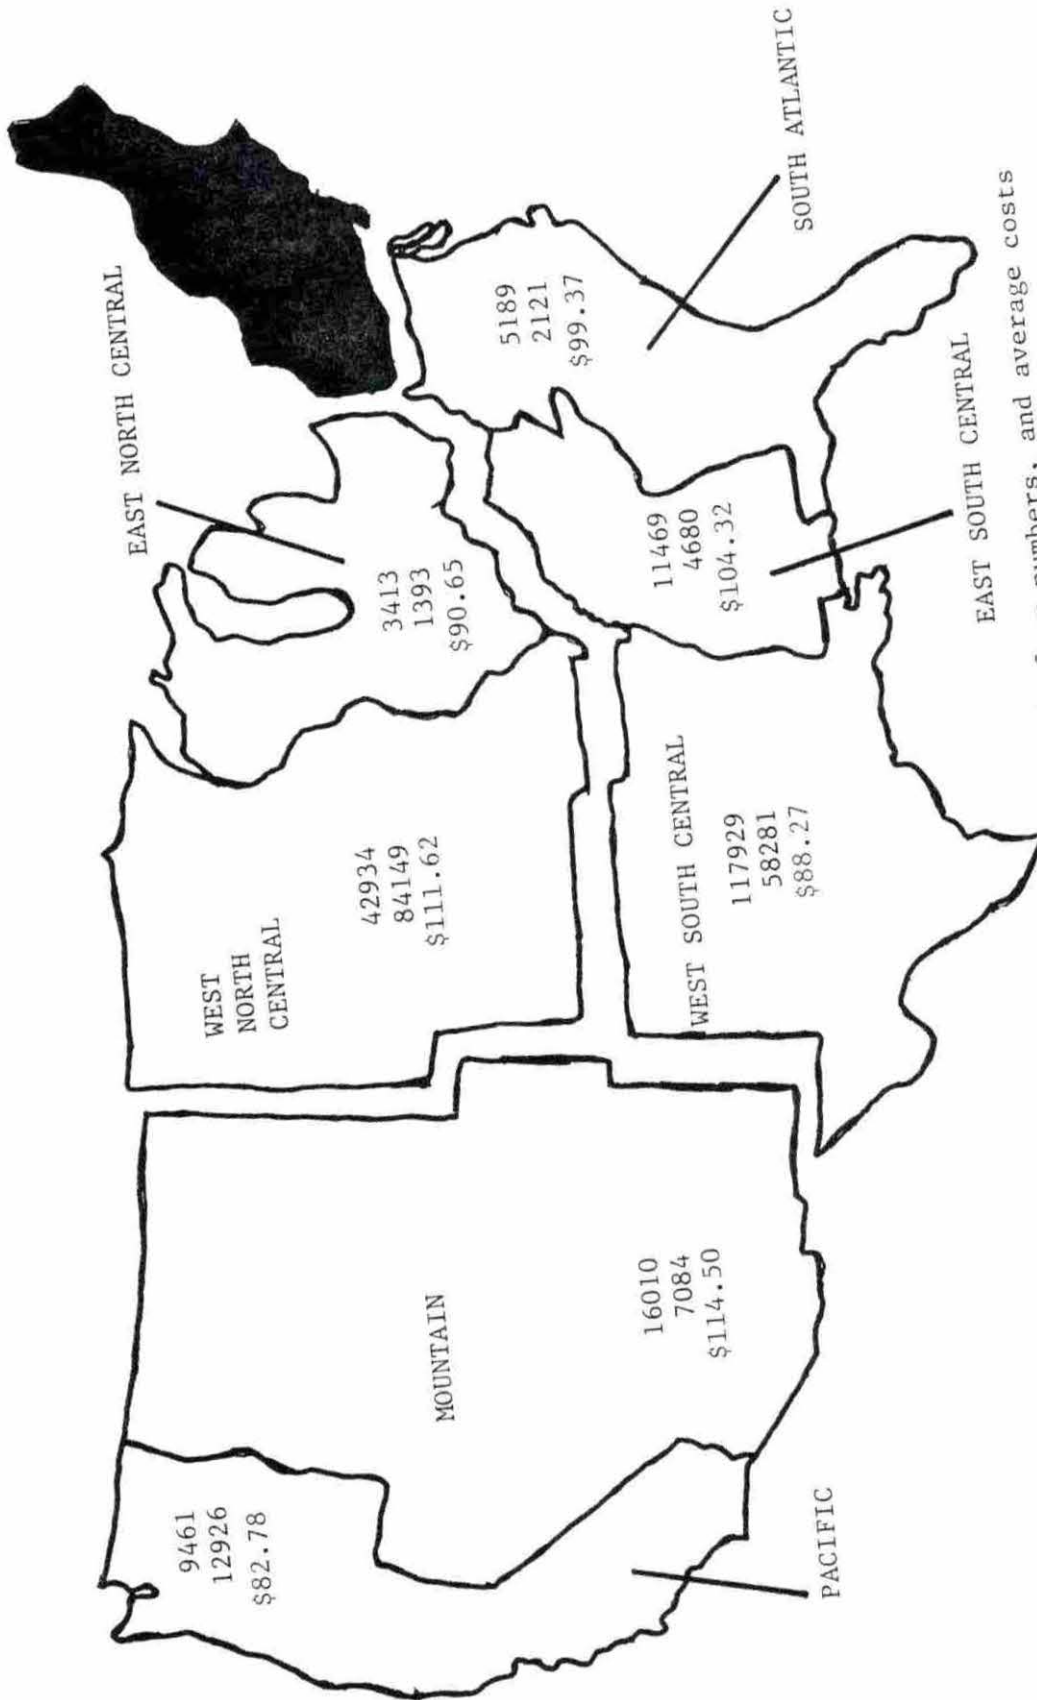 EAST NORTH CENTRAL
3413
1393
$90.65
WEST
NORTH
CENTRAL
42934
84149
$111.62
9461
12926
$82.78
MOUNTAIN
16010
7084
$114.50
PACIFIC
WEST SOUTH CENTRAL
117929
58281
$88.27
11469
4680
$104.32
EAST SOUTH CENTRAL
5189
2121
$99.37
SOUTH ATLANTIC
numbers, and average costs